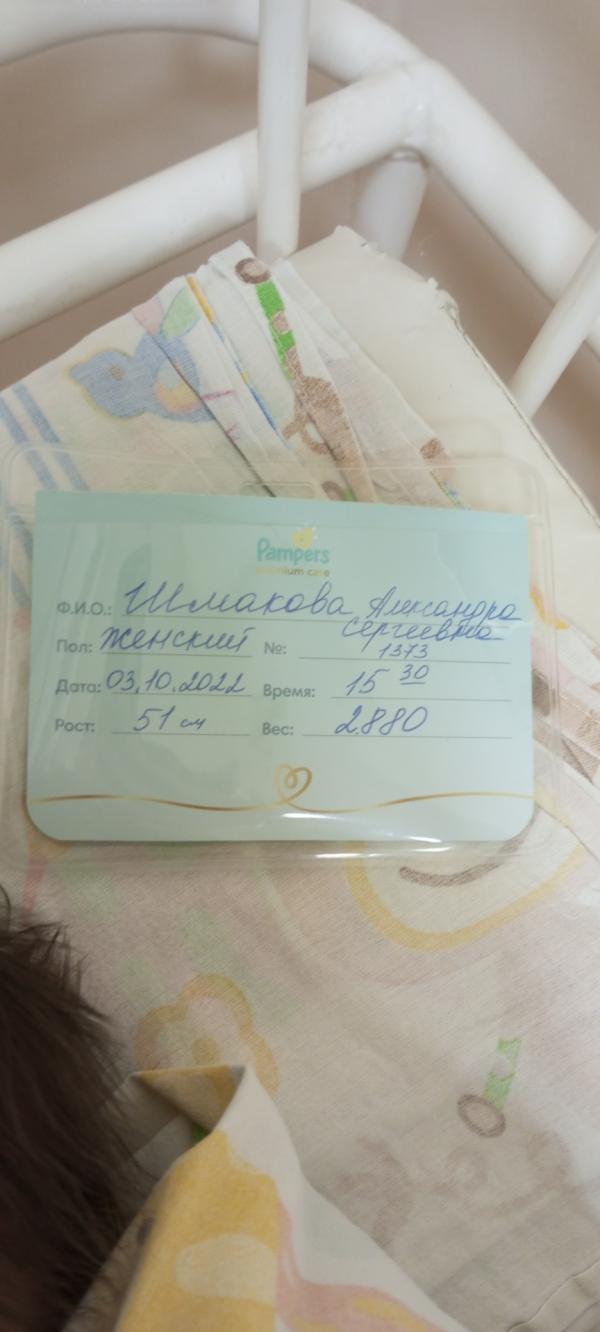 Pampers
premium care
Ф.И.О.: Шмакова Александра
Сергеевна
Пол: Женский №: 1373
Дата: 03.10.2022 Время: 15 30
Рост: 51 см Вес: 2.880